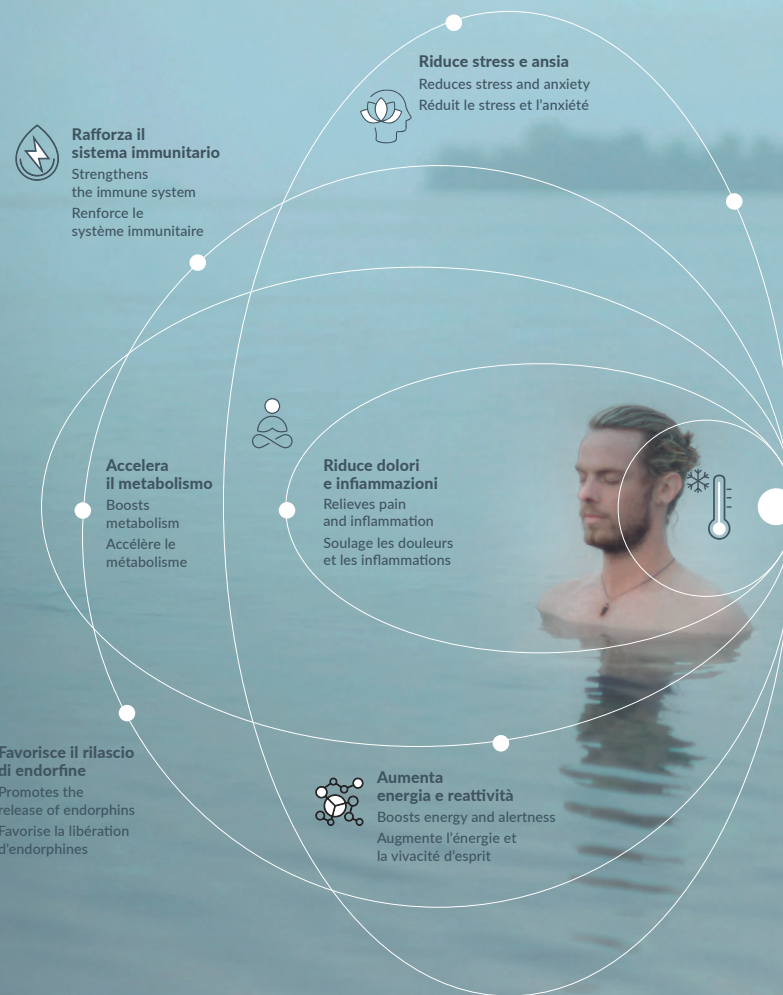 Riduce stress e ansia
Reduces stress and anxiety
Réduit le stress et l'anxiété
Rafforza il
sistema immunitario
Strengthens
the immune system
Renforce le
système immunitaire
Accelera
il metabolismo
Boosts
metabolism
Accélère le
métabolisme
Riduce dolori
e infiammazioni
Relieves pain
and inflammation
Soulage les douleurs
et les inflammations
Favorisce il rilascio
di endorfine
Promotes the
release of endorphins
Favorise la libération
d'endorphines
Aumenta
energia e reattività
Boosts energy and alertness
Augmente l'énergie et
la vivacité d'esprit